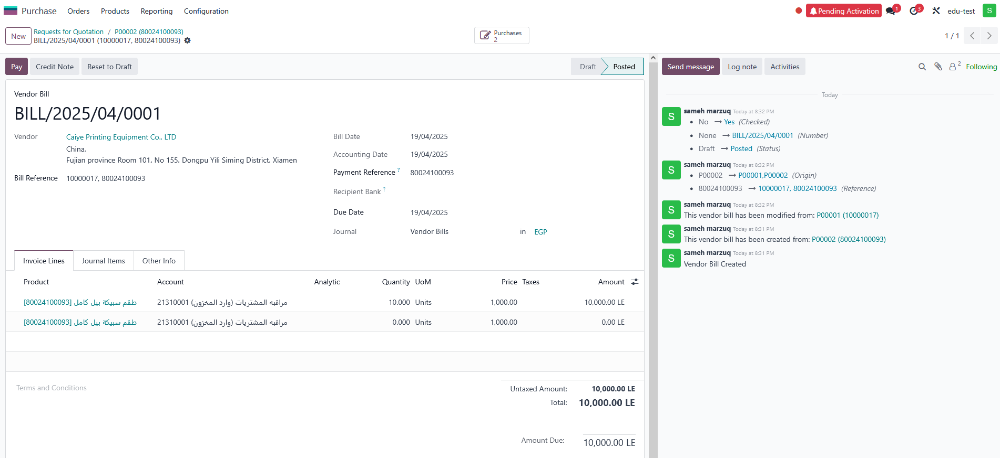 Purchase Orders Products Reporting Configuration
Pending Activation 1 3 edu-test S
New
Requests for Quotation / P00002 (80024100093)
BILL/2025/04/0001 (10000017, 80024100093)
Purchases
2
1 / 1
Pay Credit Note Reset to Draft
Draft Posted
Vendor Bill
BILL/2025/04/0001
Vendor Caiye Printing Equipment Co., LTD
China,
Fujian province Room 101، No 155، Dongpu Yili Siming District، Xiamen
Bill Reference 10000017, 80024100093
Bill Date 19/04/2025
Accounting Date 19/04/2025
Payment Reference ? 80024100093
Recipient Bank ?
Due Date 19/04/2025
Journal Vendor Bills in EGP
Invoice Lines Journal Items Other Info
Product Account Analytic Quantity UoM Price Taxes Amount
[80024100093] طقم سبيكة بيل كامل 21310001 مراقبه المشتريات (وارد المخزون) 10.000 Units 1,000.00 10,000.00 LE
[80024100093] طقم سبيكة بيل كامل 21310001 مراقبه المشتريات (وارد المخزون) 0.000 Units 1,000.00 0.00 LE
Terms and Conditions
Untaxed Amount: 10,000.00 LE
Total: 10,000.00 LE
Amount Due: 10,000.00 LE
Send message Log note Activities 2 Following
Today
S
sameh marzuq Today at 8:32 PM
• No → Yes (Checked)
• None → BILL/2025/04/0001 (Number)
• Draft → Posted (Status)
S
sameh marzuq Today at 8:32 PM
• P00002 → P00001,P00002 (Origin)
• 80024100093 → 10000017, 80024100093 (Reference)
S
sameh marzuq Today at 8:32 PM
This vendor bill has been modified from: P00001 (10000017)
S
sameh marzuq Today at 8:31 PM
This vendor bill has been created from: P00002 (80024100093)
S
sameh marzuq Today at 8:31 PM
Vendor Bill Created